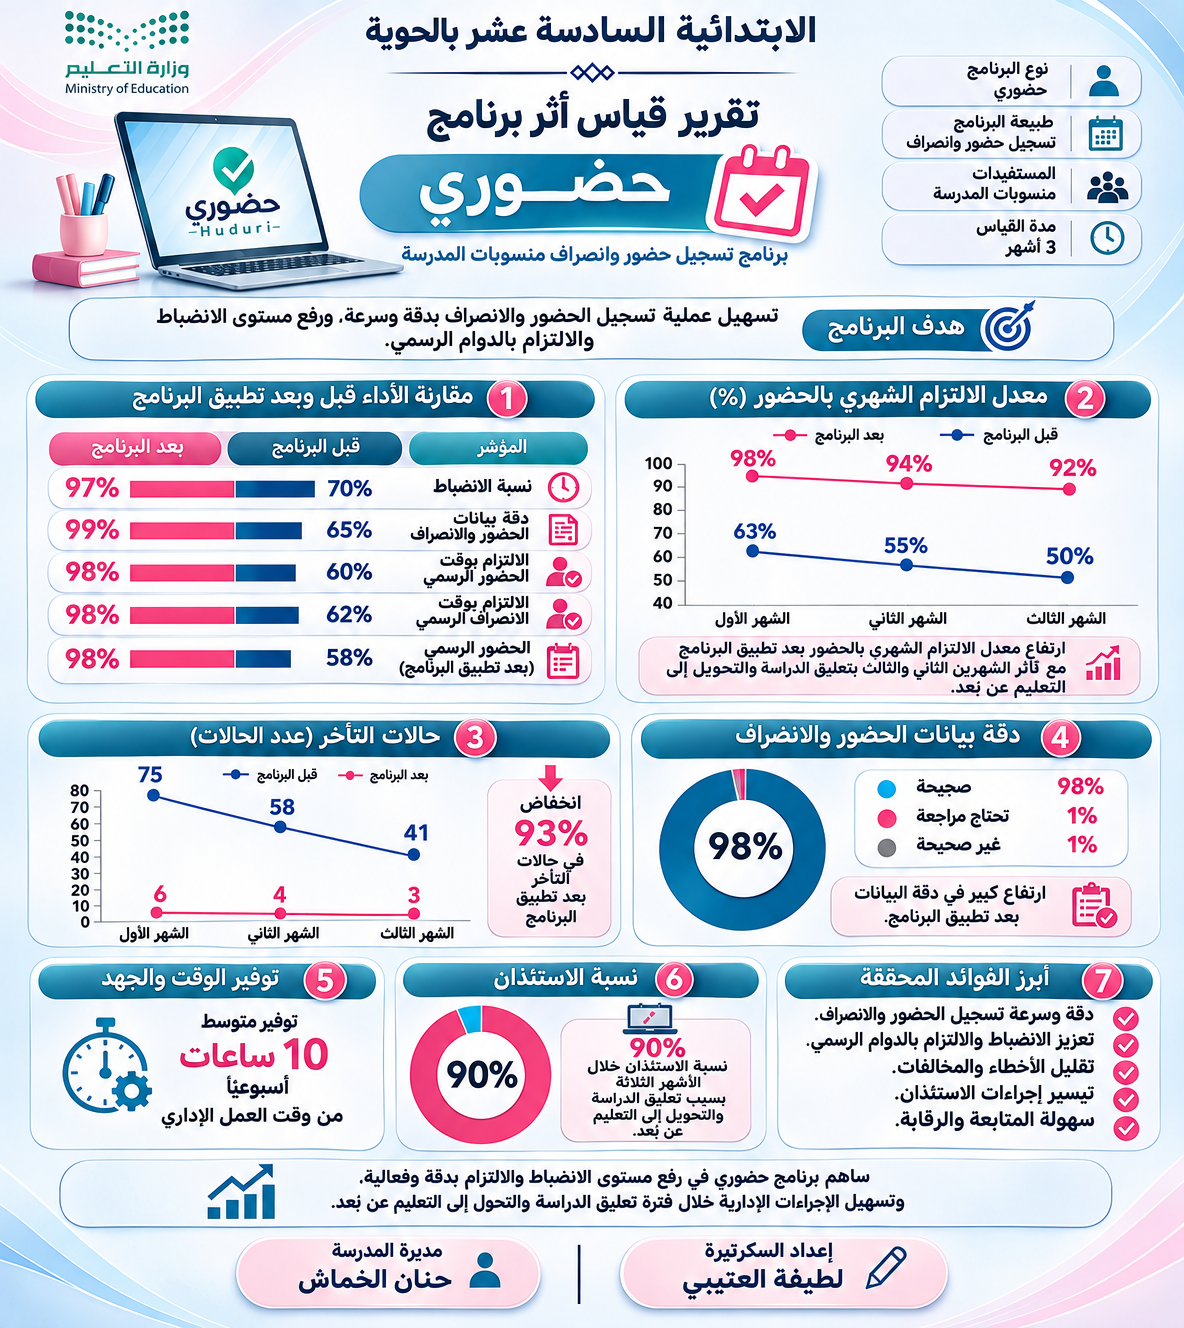 الابتدائية السادسة عشر بالحوية
وزارة التعـليم
Ministry of Education
تقرير قياس أثر برنامج
حضـــوري
برنامج تسجيل حضور وانصراف منسوبات المدرسة
حضوري
-Huduri-
نوع البرنامج
حضوري
طبيعة البرنامج
تسجيل حضور وانصراف
المستفيدات
منسوبات المدرسة
مدة القياس
3 أشهر
هدف البرنامج
تسهيل عملية تسجيل الحضور والانصراف بدقة وسرعة، ورفع مستوى الانضباط
والالتزام بالدوام الرسمي.
1 مقارنة الأداء قبل وبعد تطبيق البرنامج
المؤشر
قبل البرنامج
بعد البرنامج
نسبة الانضباط
70%
97%
دقة بيانات
الحضور والانصراف
65%
99%
الالتزام بوقت
الحضور الرسمي
60%
98%
الالتزام بوقت
الانصراف الرسمي
62%
98%
الحضور الرسمي
(بعد تطبيق البرنامج)
58%
98%
2 معدل الالتزام الشهري بالحضور (%)
قبل البرنامج
بعد البرنامج
100
90
80
70
60
50
40
98%
94%
92%
63%
55%
50%
الشهر الأول
الشهر الثاني
الشهر الثالث
ارتفاع معدل الالتزام الشهري بالحضور بعد تطبيق البرنامج
مع تأثر الشهرين الثاني والثالث بتعليق الدراسة والتحويل إلى
التعليم عن بُعد.
3 حالات التأخر (عدد الحالات)
قبل البرنامج
بعد البرنامج
80
70
60
50
40
30
20
10
0
75
58
41
6
4
3
الشهر الأول
الشهر الثاني
الشهر الثالث
انخفاض
93%
في حالات
التأخر
بعد تطبيق
البرنامج
4 دقة بيانات الحضور والانضراف
98%
صحيحة
98%
تحتاج مراجعة
1%
غير صحيحة
1%
ارتفاع كبير في دقة البيانات
بعد تطبيق البرنامج.
5 توفير الوقت والجهد
توفير متوسط
10 ساعات
أسبوعيًأ
من وقت العمل الإداري
6 نسبة الاستئذان
90%
90%
نسبة الاستئذان خلال
الأشهر الثلاثة
بسبب تعليق الدراسة
والتحويل إلى التعليم
عن بُعد.
7 أبرز الفوائد المحققة
دقة وسرعة تسجيل الحضور والانصراف.
تعزيز الانضباط والالتزام بالدوام الرسمي.
تقليل الأخطاء والمخالفات.
تيسير إجراءات الاستئذان.
سهولة المتابعة والرقابة.
ساهم برنامج حضوري في رفع مستوى الانضباط والالتزام بدقة وفعالية،
وتسهيل الإجراءات الإدارية خلال فترة تعليق الدراسة والتحول إلى التعليم عن بُعد.
إعداد السكرتيرة
لطيفة العتيبي
مديرة المدرسة
حنان الخماش